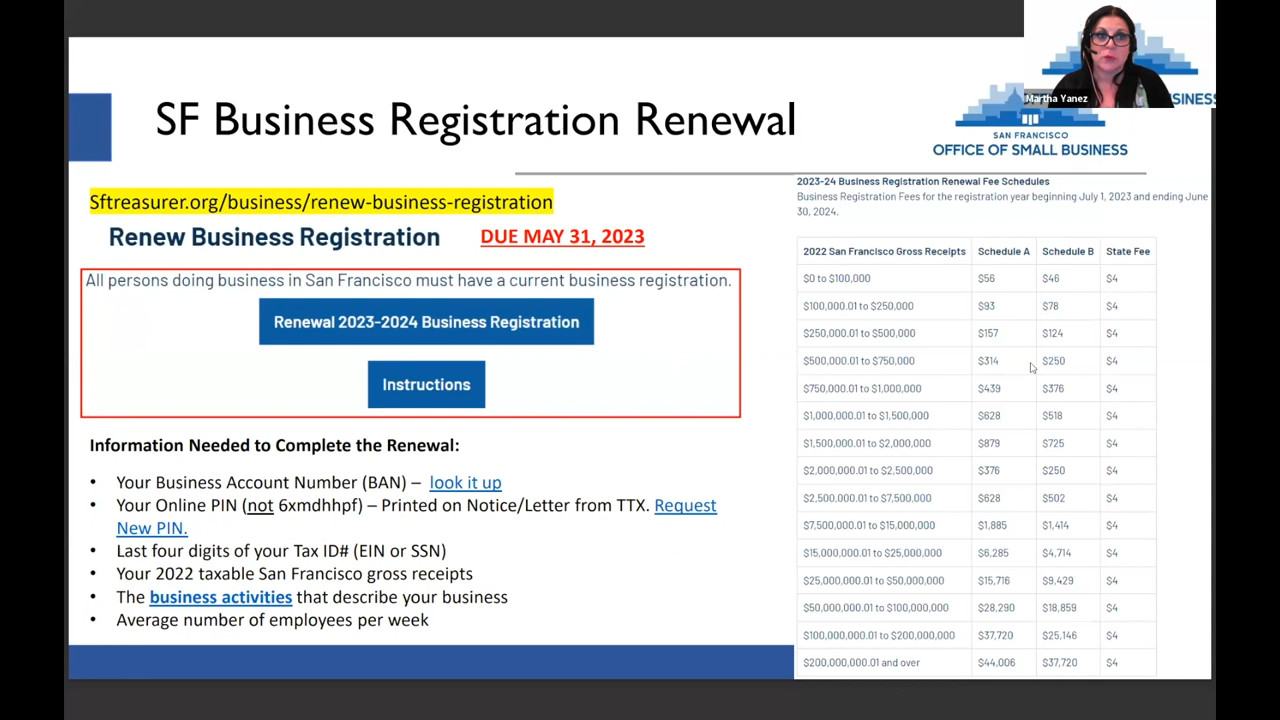 Martha Yanez
SINESS
SF Business Registration Renewal
SAN FRANCISCO
OFFICE OF SMALL BUSINESS
Sftreasurer.org/business/renew-business-registration
Renew Business Registration DUE MAY 31, 2023
All persons doing business in San Francisco must have a current business registration.
Renewal 2023-2024 Business Registration
Instructions
Information Needed to Complete the Renewal:
• Your Business Account Number (BAN) – look it up
• Your Online PIN (not 6xmdhhpf) – Printed on Notice/Letter from TTX. Request
New PIN.
• Last four digits of your Tax ID# (EIN or SSN)
• Your 2022 taxable San Francisco gross receipts
• The business activities that describe your business
• Average number of employees per week
2023-24 Business Registration Renewal Fee Schedules
Business Registration Fees for the registration year beginning July 1, 2023 and ending June
30, 2024.
2022 San Francisco Gross Receipts Schedule A Schedule B State Fee
$0 to $100,000 $56 $46 $4
$100,000.01 to $250,000 $93 $78 $4
$250,000.01 to $500,000 $157 $124 $4
$500,000.01 to $750,000 $314 $250 $4
$750,000.01 to $1,000,000 $439 $376 $4
$1,000,000.01 to $1,500,000 $628 $518 $4
$1,500,000.01 to $2,000,000 $879 $725 $4
$2,000,000.01 to $2,500,000 $376 $250 $4
$2,500,000.01 to $7,500,000 $628 $502 $4
$7,500,000.01 to $15,000,000 $1,885 $1,414 $4
$15,000,000.01 to $25,000,000 $6,285 $4,714 $4
$25,000,000.01 to $50,000,000 $15,716 $9,429 $4
$50,000,000.01 to $100,000,000 $28,290 $18,859 $4
$100,000,000.01 to $200,000,000 $37,720 $25,146 $4
$200,000,000.01 and over $44,006 $37,720 $4